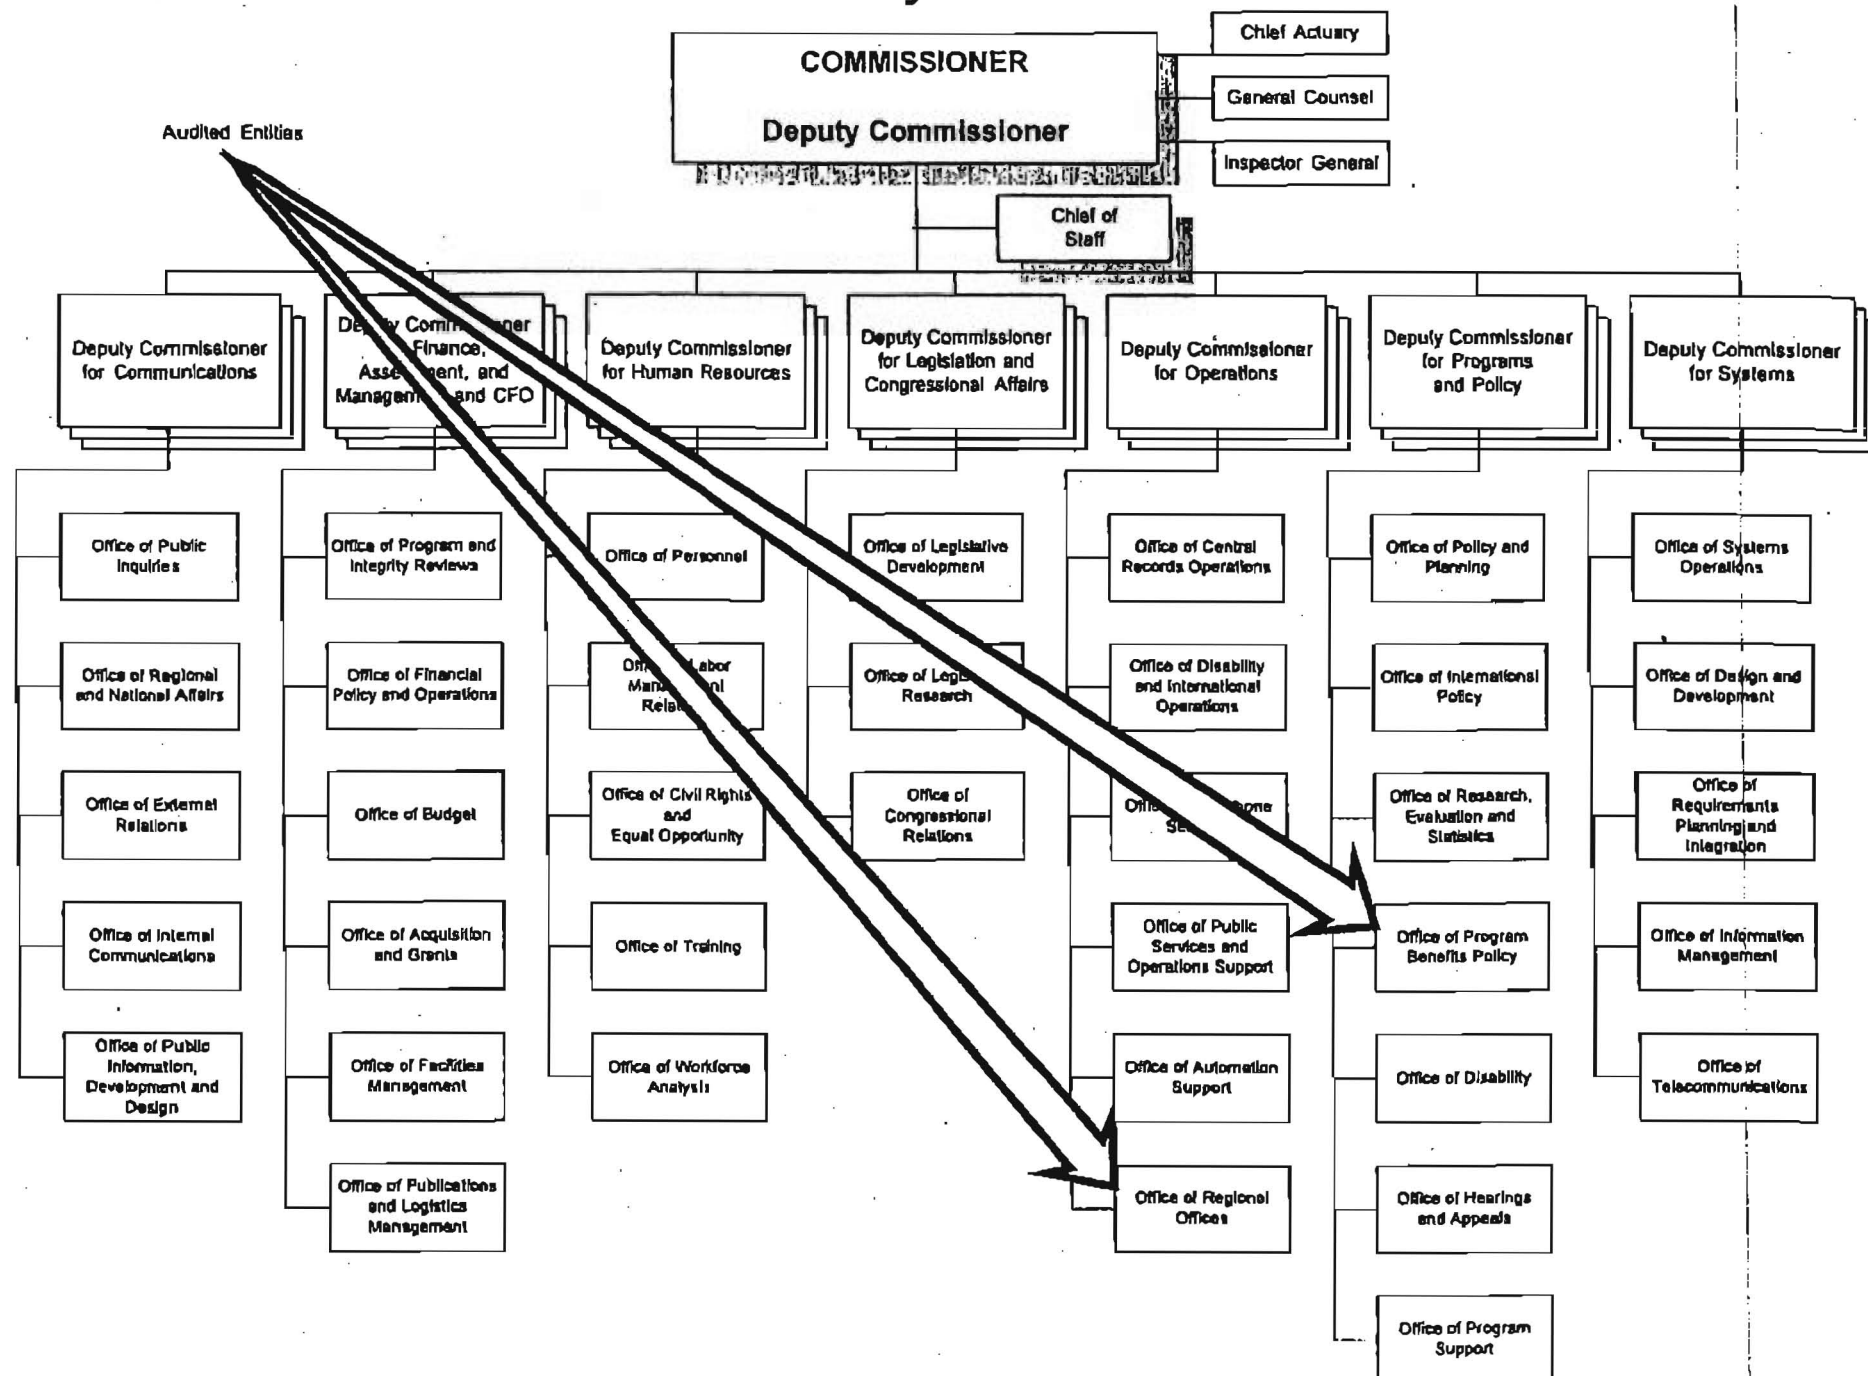 COMMISSIONER
Deputy Commissioner
Chief Actuary
General Counsel
Inspector General
Chief of
Staff
Audited Entities
Deputy Commissioner
for Communications
Finance,
and
and CFO
Deputy Commissioner
for Human Resources
Deputy Commissioner
for Legislation and
Congressional Affairs
Deputy Commissioner
for Operations
Deputy Commissioner
for Programs
and Policy
Deputy Commissioner
for Systems
Office of Public
Inquiries
Office of Regional
and National Affairs
Office of External
Relations
Office of Internal
Communications
Office of Public
Information,
Development and
Design
Office of Program and
Integrity Reviews
Office of Financial
Policy and Operations
Office of Budget
Office of Acquisition
and Grants
Office of Facilities
Management
Office of Publications
and Logistics
Management
Office of Personnel
Labor
Office of Civil Rights
and
Equal Opportunity
Office of Training
Office of Workforce
Analysis
Office of Legislative
Development
Office of
Research
Office of
Congressional
Relations
Office of Central
Records Operations
Office of Disability
and International
Operations
Office of Public
Services and
Operations Support
Office of Automation
Support
Office of Regional
Offices
Office of Policy and
Planning
Office of International
Policy
Office of Research,
Evaluation and
Statistics
Office of Program
Benefits Policy
Office of Disability
Office of Hearings
and Appeals
Office of Program
Support
Office of Systems
Operations
Office of Design and
Development
Office of
Requirements
Planning and
Integration
Office of Information
Management
Office of
Telecommunications